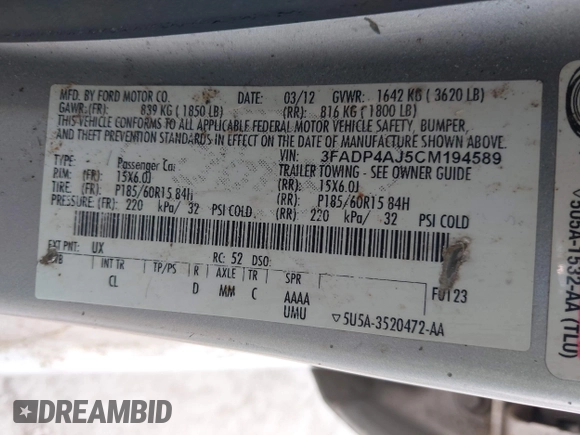 MFD. BY FORD MOTOR CO. DATE: 03/12 GVWR: 1642 KG ( 3620 LB)
GAWR:(FR): 839 KG ( 1850 LB) (RR): 816 KG ( 1800 LB)
THIS VEHICLE CONFORMS TO ALL APPLICABLE FEDERAL MOTOR VEHICLE SAFETY, BUMPER,
AND THEFT PREVENTION STANDARDS IN EFFECT ON THE DATE OF MANUFACTURE SHOWN ABOVE.
VIN: 3FADP4AJ5CM194589
TYPE: Passenger Car TRAILER TOWING - SEE OWNER GUIDE
RIM: (FR) 15X6.0J (RR) 15X6.0J
TIRE: (FR) P185/60R15 84H (RR) P185/60R15 84H
PRESSURE: (FR) 220 kPa/ 32 PSI COLD (RR) 220 kPa/ 32 PSI COLD
EXT PNT: UX RC: 52 DSO:
INT TR TP/PS R AXLE TR SPR
CL D MM C AAAA F0123
UMU
▽5U5A-3520472-AA
5U5A-1532-AA (TL0)
DREAMBID